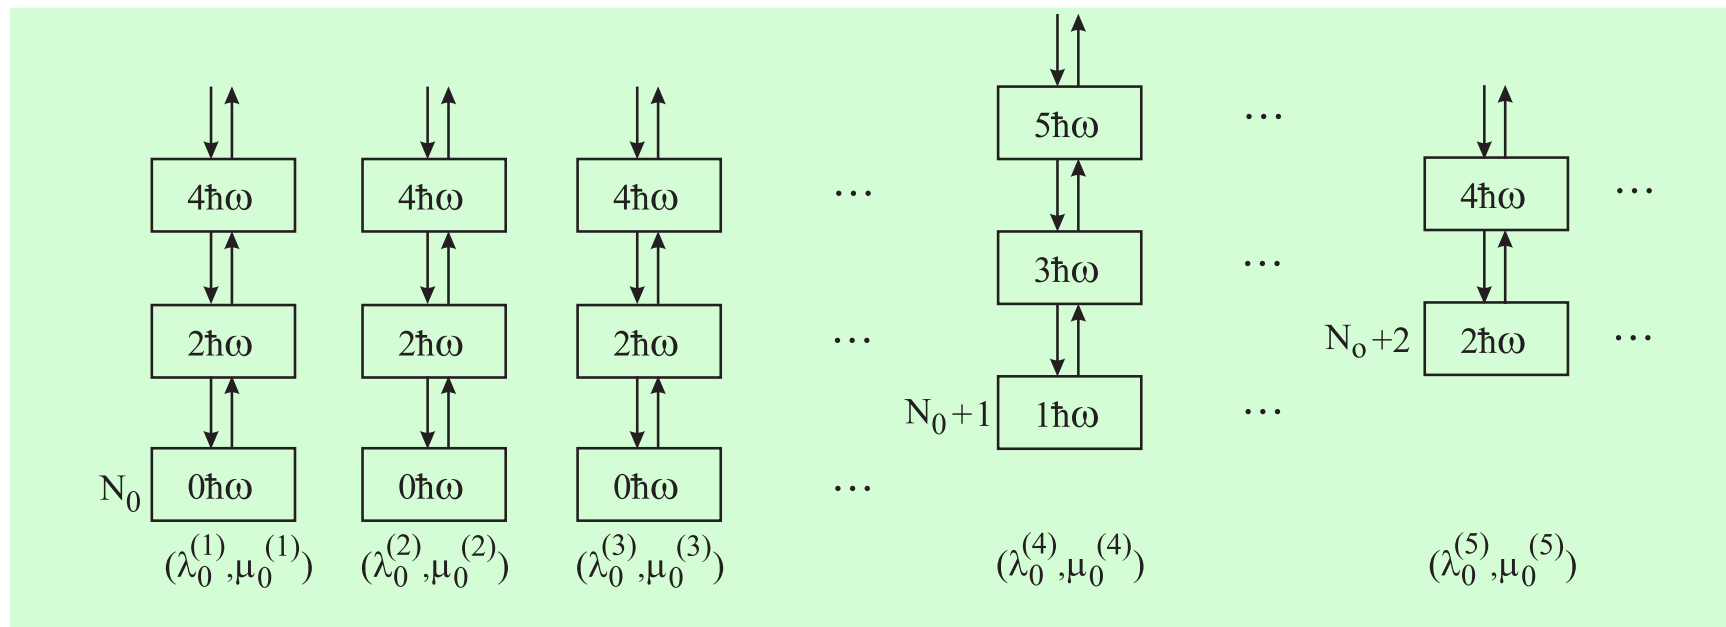 5ħω ...
4ħω 4ħω 4ħω ... 4ħω ...
3ħω ...
2ħω 2ħω 2ħω ... N₀+2 2ħω ...
N₀+1 1ħω ...
N₀ 0ħω 0ħω 0ħω ...
(λ₀⁽¹⁾,μ₀⁽¹⁾) (λ₀⁽²⁾,μ₀⁽²⁾) (λ₀⁽³⁾,μ₀⁽³⁾) (λ₀⁽⁴⁾,μ₀⁽⁴⁾) (λ₀⁽⁵⁾,μ₀⁽⁵⁾)